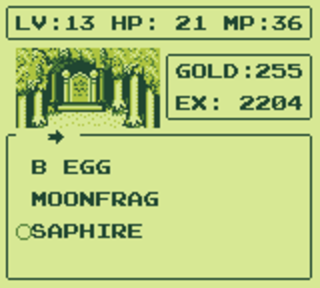 LV:13 HP: 21 MP:36
GOLD:255
EX: 2204
B EGG
MOONFRAG
SAPHIRE